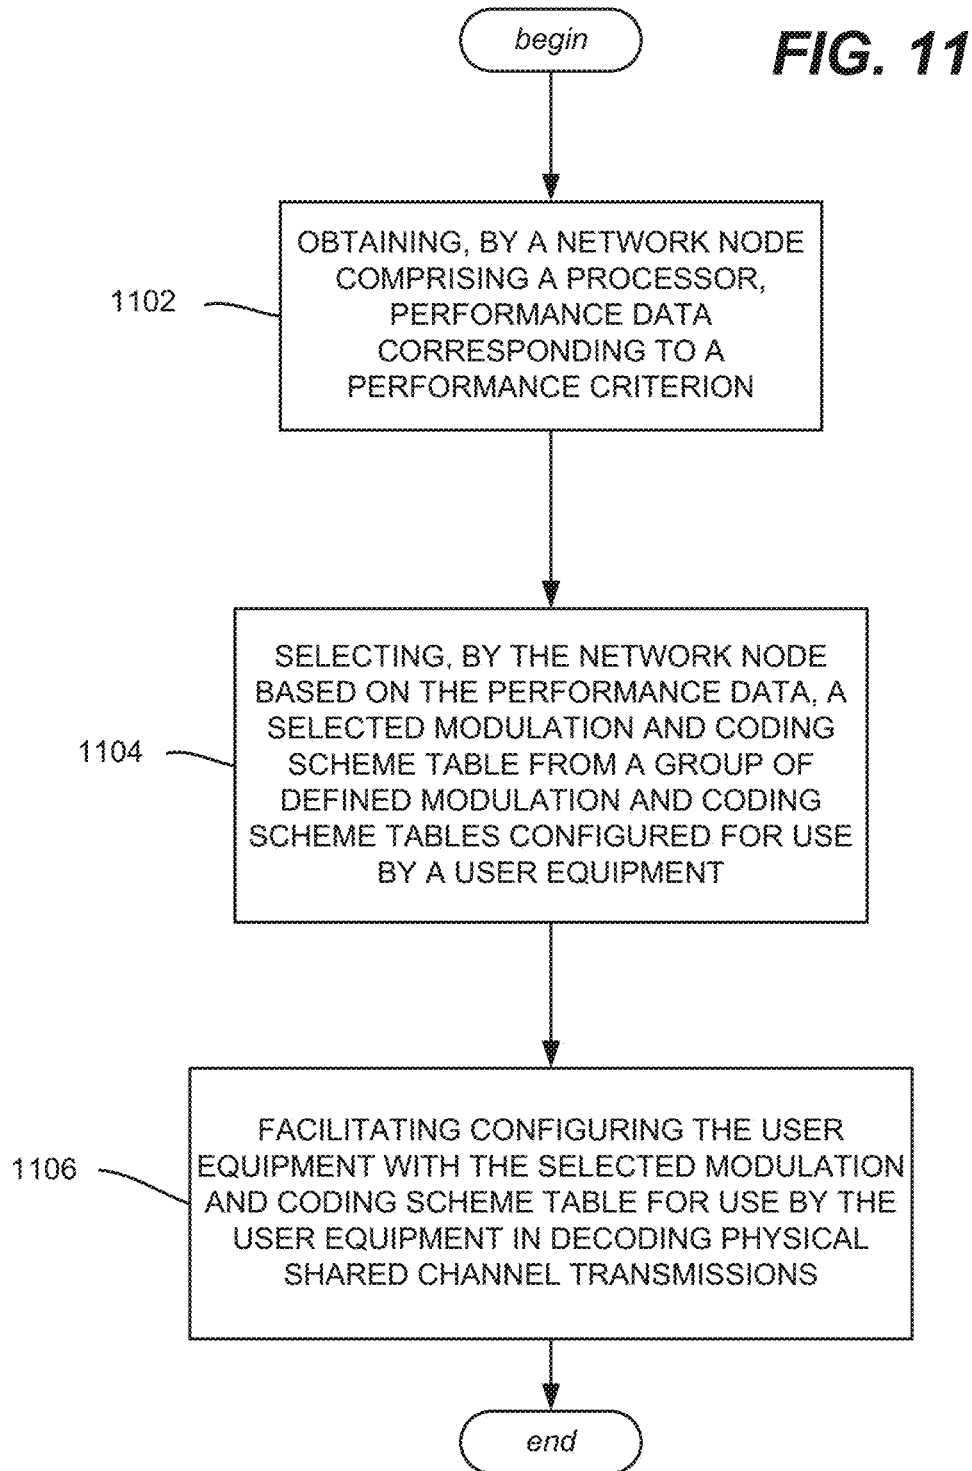 begin
FIG. 11
1102
OBTAINING, BY A NETWORK NODE
COMPRISING A PROCESSOR,
PERFORMANCE DATA
CORRESPONDING TO A
PERFORMANCE CRITERION
1104
SELECTING, BY THE NETWORK NODE
BASED ON THE PERFORMANCE DATA, A
SELECTED MODULATION AND CODING
SCHEME TABLE FROM A GROUP OF
DEFINED MODULATION AND CODING
SCHEME TABLES CONFIGURED FOR USE
BY A USER EQUIPMENT
1106
FACILITATING CONFIGURING THE USER
EQUIPMENT WITH THE SELECTED MODULATION
AND CODING SCHEME TABLE FOR USE BY THE
USER EQUIPMENT IN DECODING PHYSICAL
SHARED CHANNEL TRANSMISSIONS
end